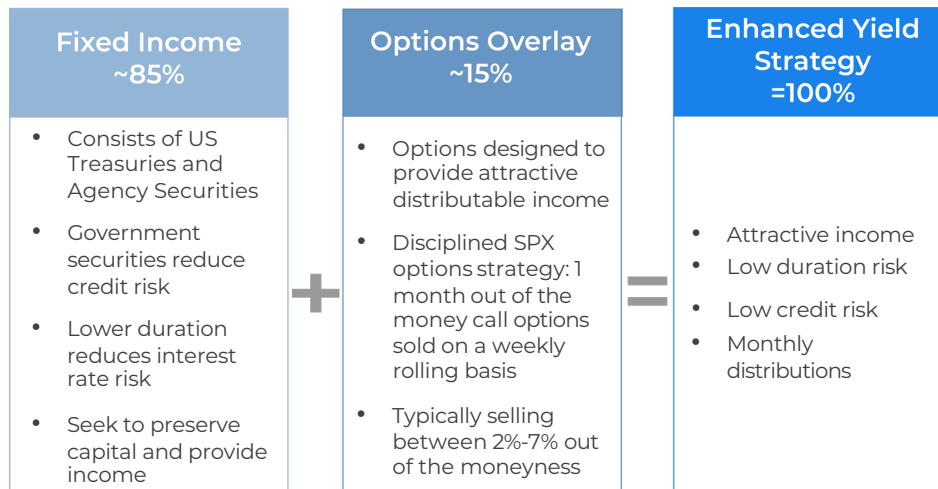 Fixed Income
~85%
• Consists of US
Treasuries and
Agency Securities
• Government
securities reduce
credit risk
• Lower duration
reduces interest
rate risk
• Seek to preserve
capital and provide
income
+
Options Overlay
~15%
• Options designed to
provide attractive
distributable income
• Disciplined SPX
options strategy: 1
month out of the
money call options
sold on a weekly
rolling basis
• Typically selling
between 2%-7% out
of the moneyness
=
Enhanced Yield
Strategy
=100%
• Attractive income
• Low duration risk
• Low credit risk
• Monthly
distributions